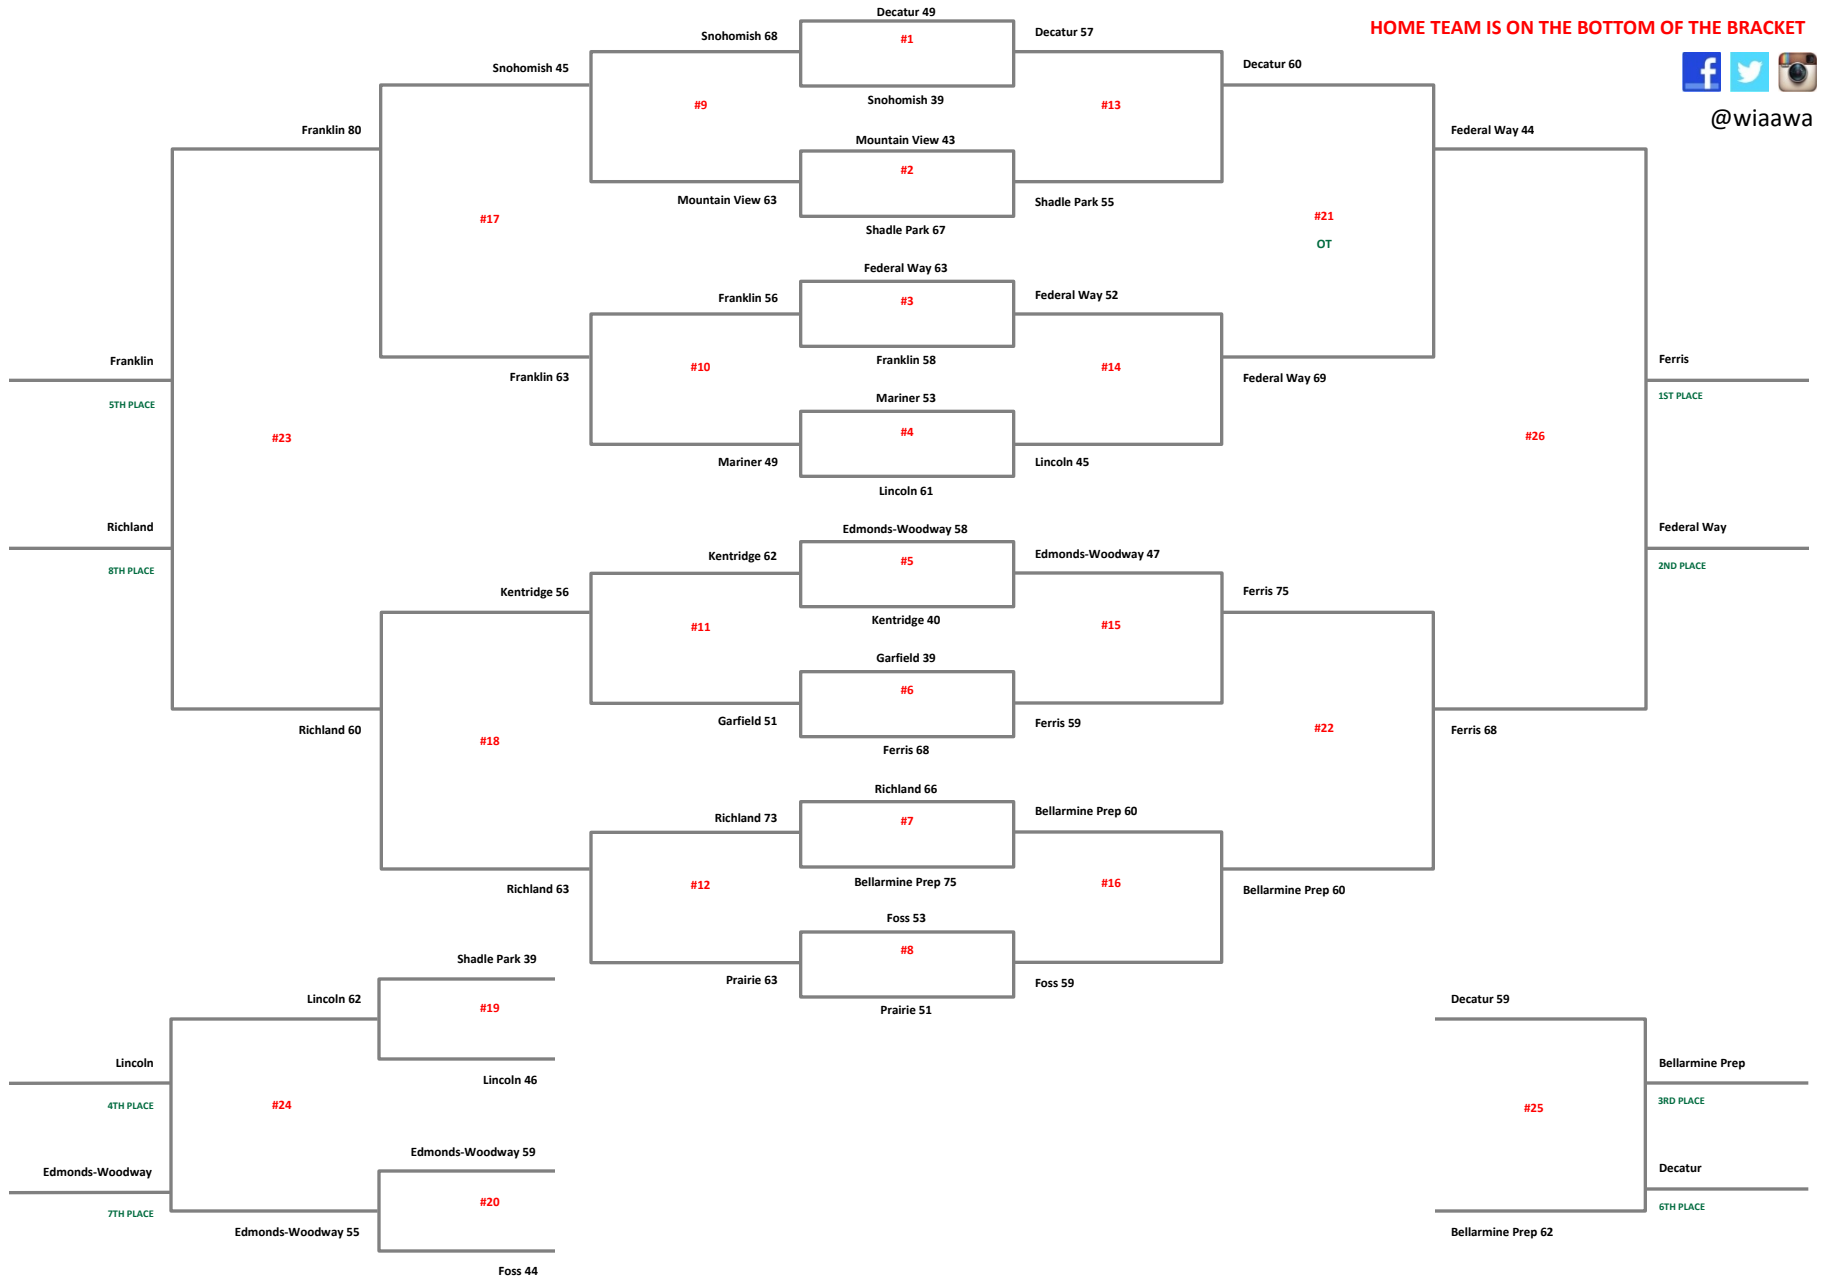 HOME TEAM IS ON THE BOTTOM OF THE BRACKET
@wiaawa
Decatur 49
#1
Snohomish 39
Mountain View 43
#2
Shadle Park 67
Federal Way 63
#3
Franklin 58
Mariner 53
#4
Lincoln 61
Edmonds-Woodway 58
#5
Kentridge 40
Garfield 39
#6
Ferris 68
Richland 66
#7
Bellarmine Prep 75
Foss 53
#8
Prairie 51
Snohomish 68
#9
Mountain View 63
Franklin 56
#10
Mariner 49
Kentridge 62
#11
Garfield 51
Richland 73
#12
Prairie 63
Decatur 57
#13
Shadle Park 55
Federal Way 52
#14
Lincoln 45
Edmonds-Woodway 47
#15
Ferris 59
Bellarmine Prep 60
#16
Foss 59
Snohomish 45
#17
Franklin 63
Kentridge 56
#18
Richland 63
Shadle Park 39
#19
Lincoln 46
Edmonds-Woodway 59
#20
Foss 44
Decatur 60
#21
OT
Federal Way 69
Ferris 75
#22
Bellarmine Prep 60
Franklin 80
#23
Richland 60
Franklin
5TH PLACE
Richland
8TH PLACE
Lincoln 62
#24
Edmonds-Woodway 55
Lincoln
4TH PLACE
Edmonds-Woodway
7TH PLACE
Decatur 59
#25
Bellarmine Prep 62
Bellarmine Prep
3RD PLACE
Decatur
6TH PLACE
Federal Way 44
#26
Ferris 68
Ferris
1ST PLACE
Federal Way
2ND PLACE